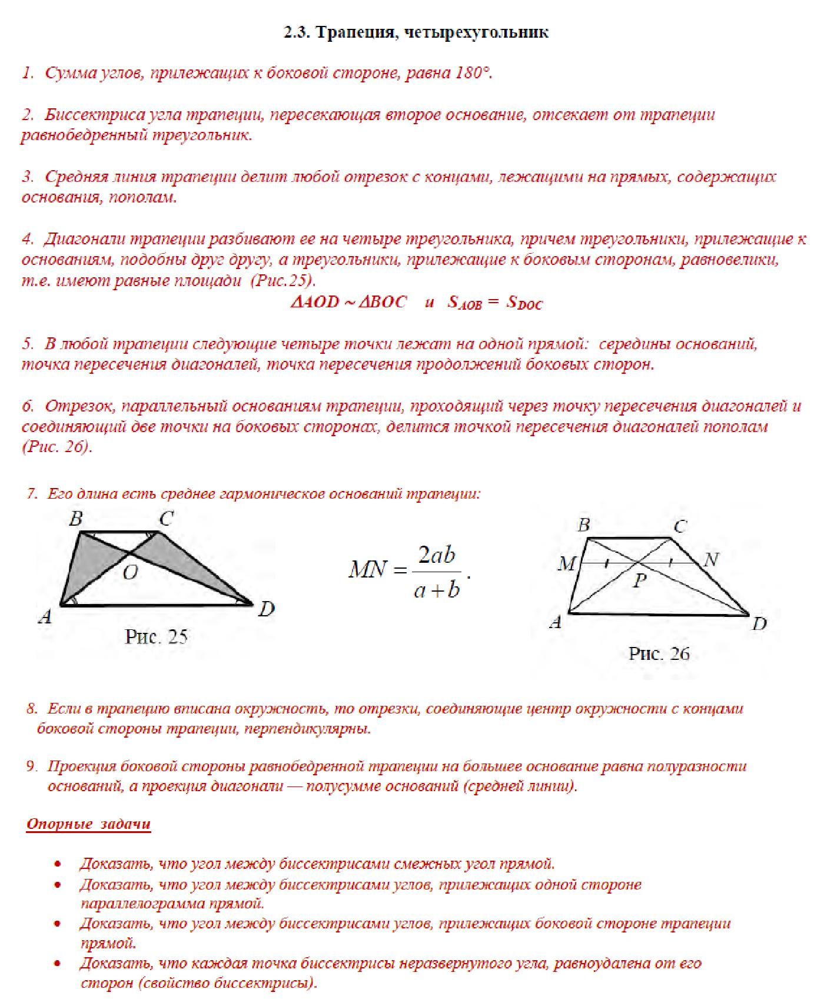 2.3. Трапеция, четырехугольник
1. Сумма углов, прилежащих к боковой стороне, равна 180°.
2. Биссектриса угла трапеции, пересекающая второе основание, отсекает от трапеции
равнобедренный треугольник.
3. Средняя линия трапеции делит любой отрезок с концами, лежащими на прямых, содержащих
основания, пополам.
4. Диагонали трапеции разбивают ее на четыре треугольника, причем треугольники, прилежащие к
основаниям, подобны друг другу, а треугольники, прилежащие к боковым сторонам, равновелики,
т.е. имеют равные площади (Рис.25).
ΔAOD ~ ΔBOC и S_AOB = S_DOC
5. В любой трапеции следующие четыре точки лежат на одной прямой: середины оснований,
точка пересечения диагоналей, точка пересечения продолжений боковых сторон.
6. Отрезок, параллельный основаниям трапеции, проходящий через точку пересечения диагоналей и
соединяющий две точки на боковых сторонах, делится точкой пересечения диагоналей пополам
(Рис. 26).
7. Его длина есть среднее гармоническое оснований трапеции:
B C
O
A D
Рис. 25
MN = 2ab / (a + b) .
B C
M N
P
A D
Рис. 26
8. Если в трапецию вписана окружность, то отрезки, соединяющие центр окружности с концами
боковой стороны трапеции, перпендикулярны.
9. Проекция боковой стороны равнобедренной трапеции на большее основание равна полуразности
оснований, а проекция диагонали — полусумме оснований (средней линии).
Опорные задачи
• Доказать, что угол между биссектрисами смежных угол прямой.
• Доказать, что угол между биссектрисами углов, прилежащих одной стороне
параллелограмма прямой.
• Доказать, что угол между биссектрисами углов, прилежащих боковой стороне трапеции
прямой.
• Доказать, что каждая точка биссектрисы неразвернутого угла, равноудалена от его
сторон (свойство биссектрисы).